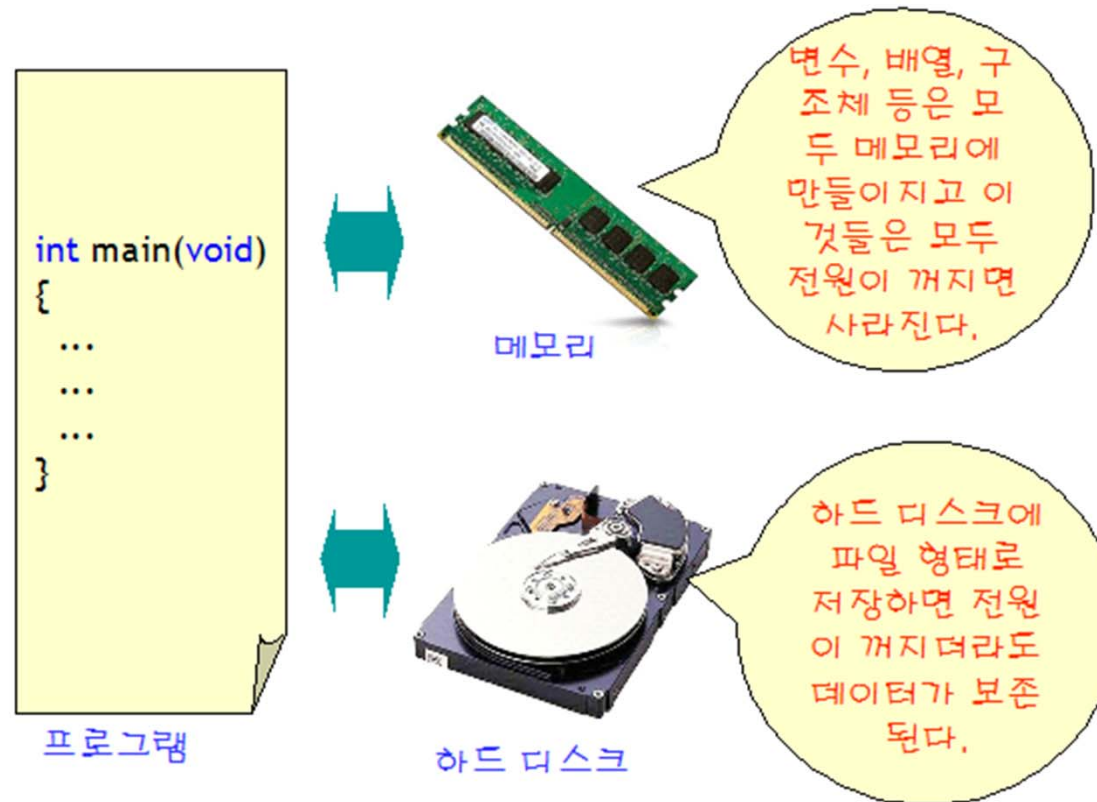 int main(void)
{
...
...
...
}
프로그램
메모리
변수, 배열, 구
조체 등은 모
두 메모리에
만들이지고 이
것들은 모두
전원이 꺼지면
사라진다.
하드 디스크
하드 디스크에
파일 형태로
저장하면 전원
이 꺼지더라도
데이터가 보존
된다.